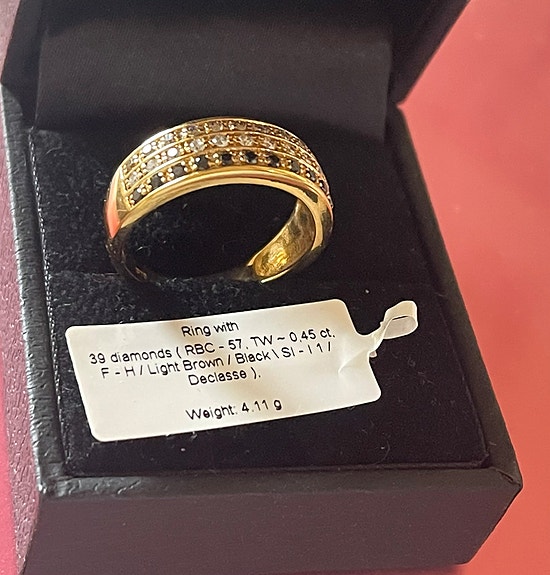 Ring with
39 diamonds ( RBC - 57, TW ~ 0.45 ct,
F - H / Light Brown / Black \ SI - I 1 /
Declasse ).
Weight: 4.11 g